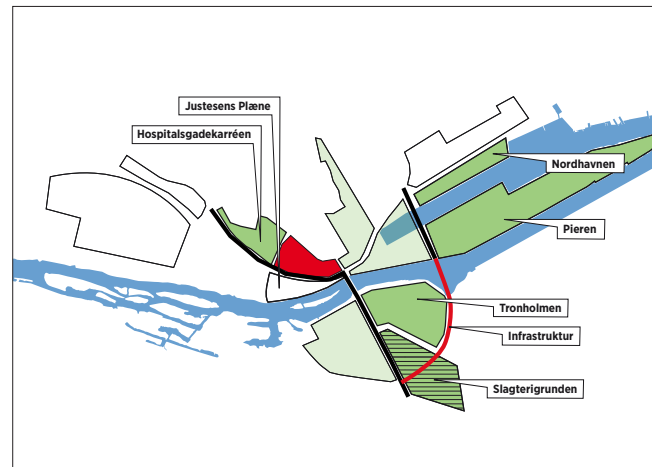 Justesens Plæne
Hospitalsgadekarréen
Nordhavnen
Pieren
Tronholmen
Infrastruktur
Slagterigrunden